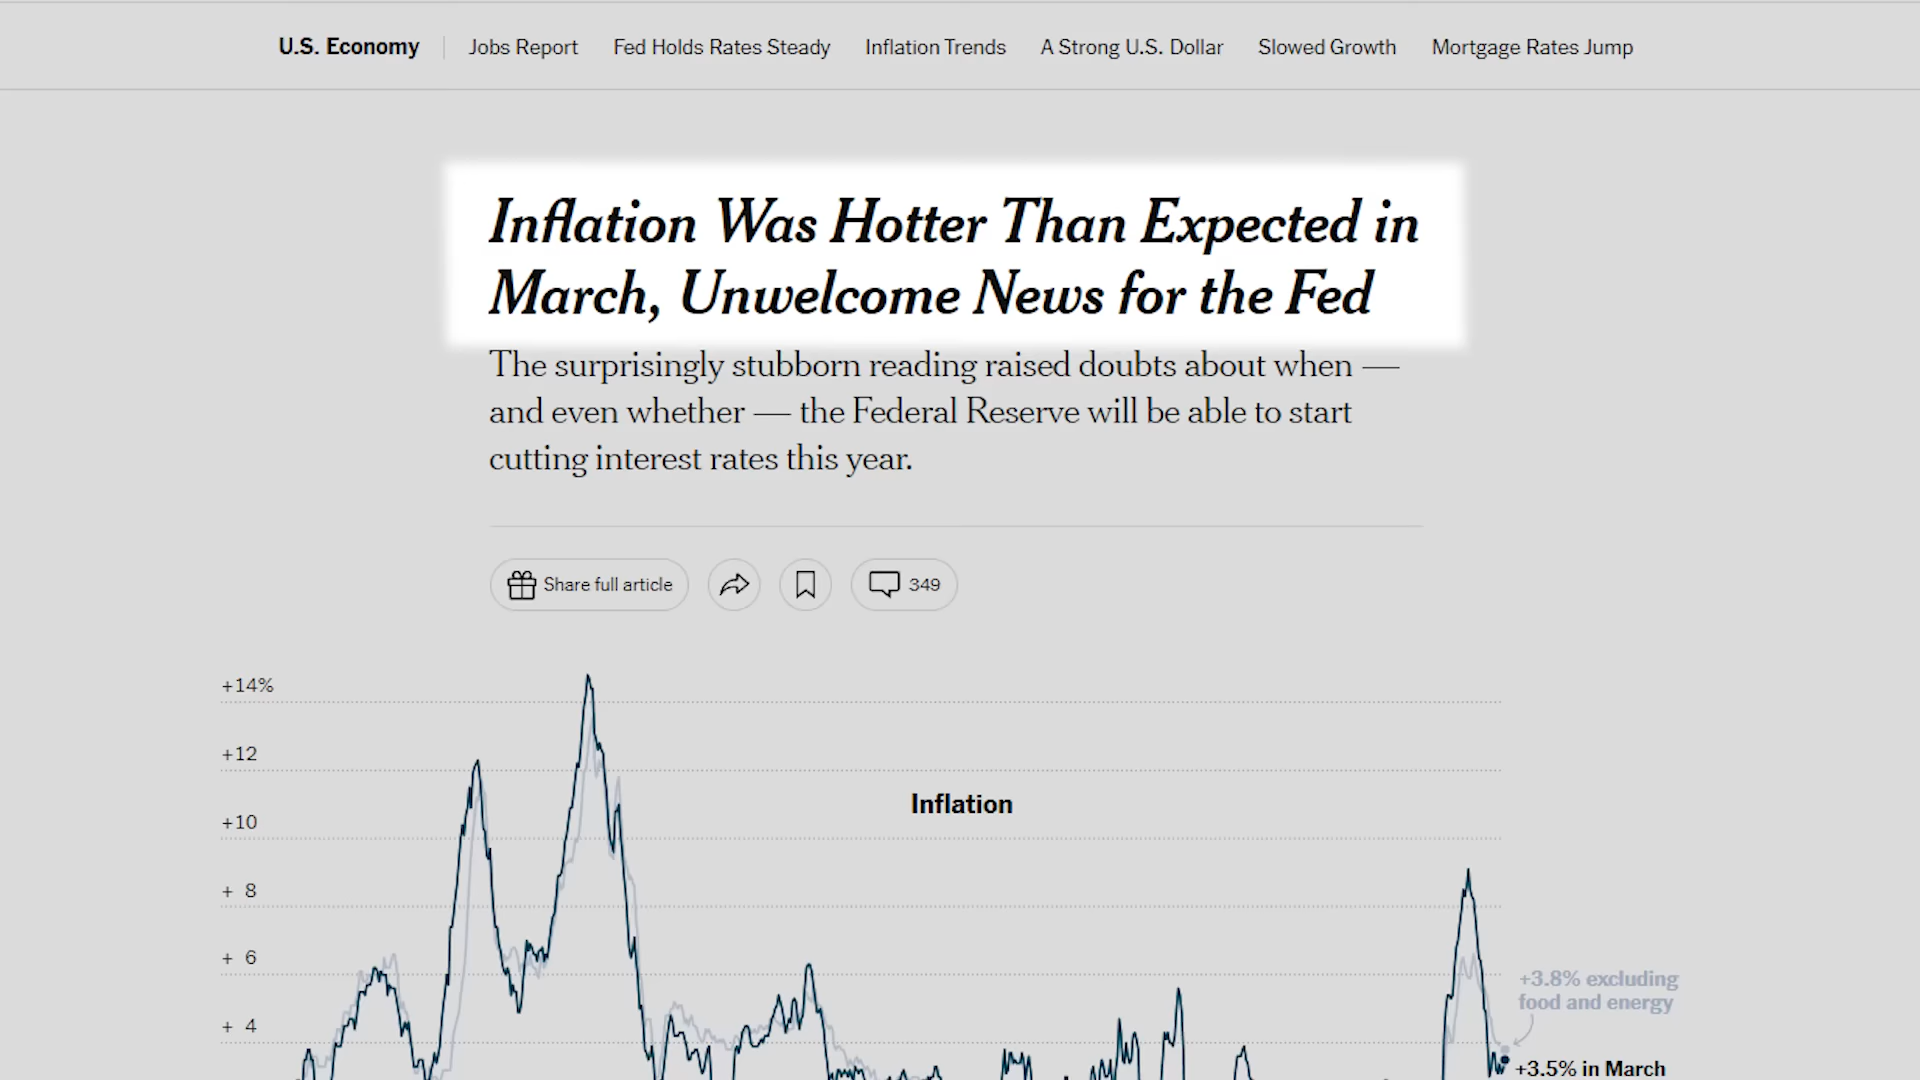 U.S. Economy Jobs Report Fed Holds Rates Steady Inflation Trends A Strong U.S. Dollar Slowed Growth Mortgage Rates Jump
Inflation Was Hotter Than Expected in
March, Unwelcome News for the Fed
The surprisingly stubborn reading raised doubts about when —
and even whether — the Federal Reserve will be able to start
cutting interest rates this year.
Share full article 349
+14%
+12
Inflation
+10
+ 8
+ 6
+3.8% excluding
food and energy
+ 4
+3.5% in March